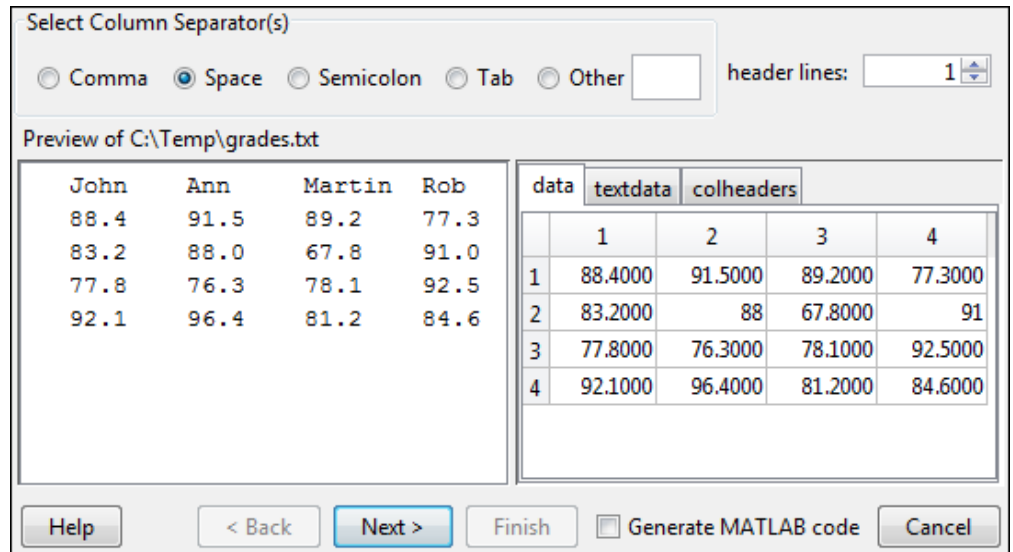 Select Column Separator(s)
Comma Space Semicolon Tab Other header lines: 1
Preview of C:\Temp\grades.txt
John Ann Martin Rob
88.4 91.5 89.2 77.3
83.2 88.0 67.8 91.0
77.8 76.3 78.1 92.5
92.1 96.4 81.2 84.6
data textdata colheaders
1 2 3 4
1 88.4000 91.5000 89.2000 77.3000
2 83.2000 88 67.8000 91
3 77.8000 76.3000 78.1000 92.5000
4 92.1000 96.4000 81.2000 84.6000
Help < Back Next > Finish Generate MATLAB code Cancel